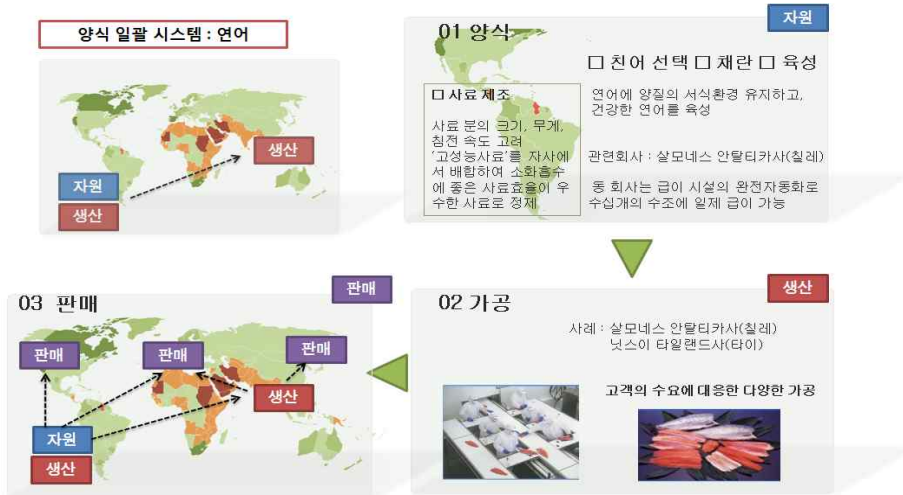 양식 일괄 시스템 : 연어
생산
자원
생산
자원
01 양식
□ 친어 선택 □ 채란 □ 육성
□ 사료 제조
사료 분의 크기, 무게,
침전 속도 고려
‘고성능사료’를 자사에
서 배합하여 소화흡수
에 좋은 사료효율이 우
수한 사료로 정제
연어에 양질의 서식환경 유지하고,
건강한 연어를 육성
관련회사 : 살모네스 안탈티카사(칠레)
동 회사는 급이 시설의 완전자동화로
수십개의 수조에 일제 급이 가능
생산
02 가공
사례 : 살모네스 안탈티카사(칠레)
닛스이 타일랜드사(타이)
고객의 수요에 대응한 다양한 가공
판매
03 판매
판매
판매
판매
생산
자원
생산